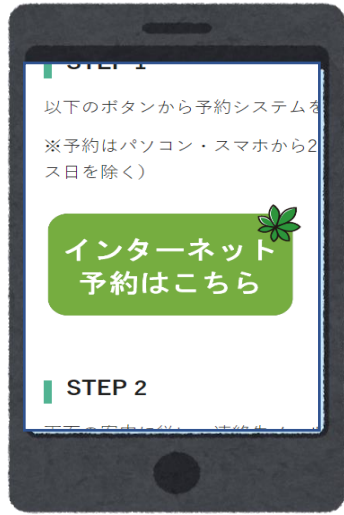 STEP 1
以下のボタンから予約システムを
※予約はパソコン・スマホから2
ス日を除く）
インターネット
予約はこちら
STEP 2